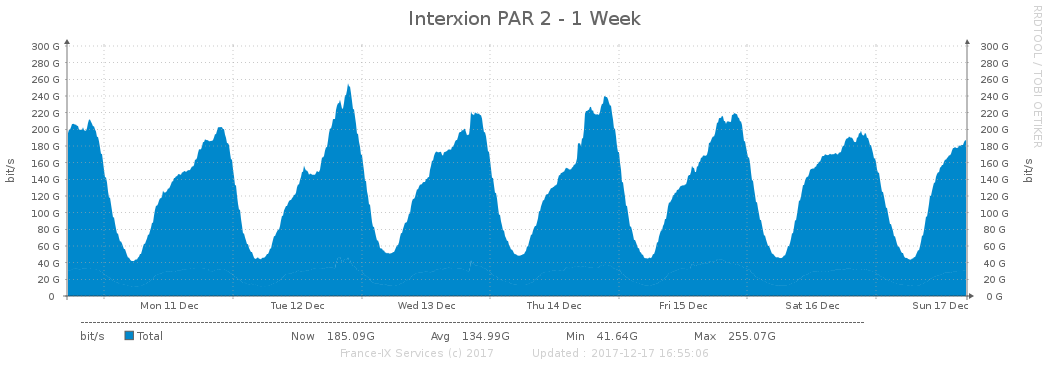 Interxion PAR 2 - 1 Week
RRDTOOL / TOBI OETIKER
bit/s
300 G
280 G
260 G
240 G
220 G
200 G
180 G
160 G
140 G
120 G
100 G
80 G
60 G
40 G
20 G
0
300 G
280 G
260 G
240 G
220 G
200 G
180 G
160 G
140 G
120 G
100 G
80 G
60 G
40 G
20 G
0 G
bit/s
Mon 11 Dec Tue 12 Dec Wed 13 Dec Thu 14 Dec Fri 15 Dec Sat 16 Dec Sun 17 Dec
bit/s Total Now 185.09G Avg 134.99G Min 41.64G Max 255.07G
France-IX Services (c) 2017 Updated : 2017-12-17 16:55:06